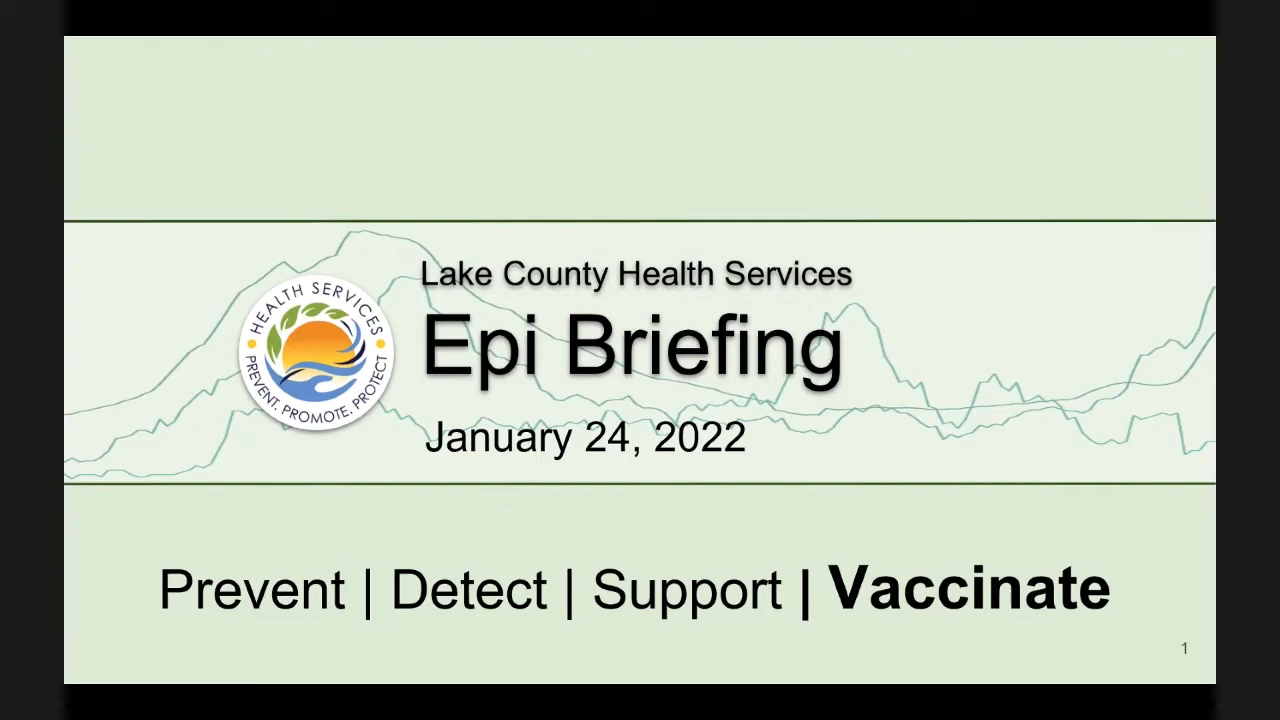 Lake County Health Services
Epi Briefing
January 24, 2022
HEALTH SERVICES
PREVENT. PROMOTE. PROTECT
Prevent | Detect | Support | Vaccinate
1